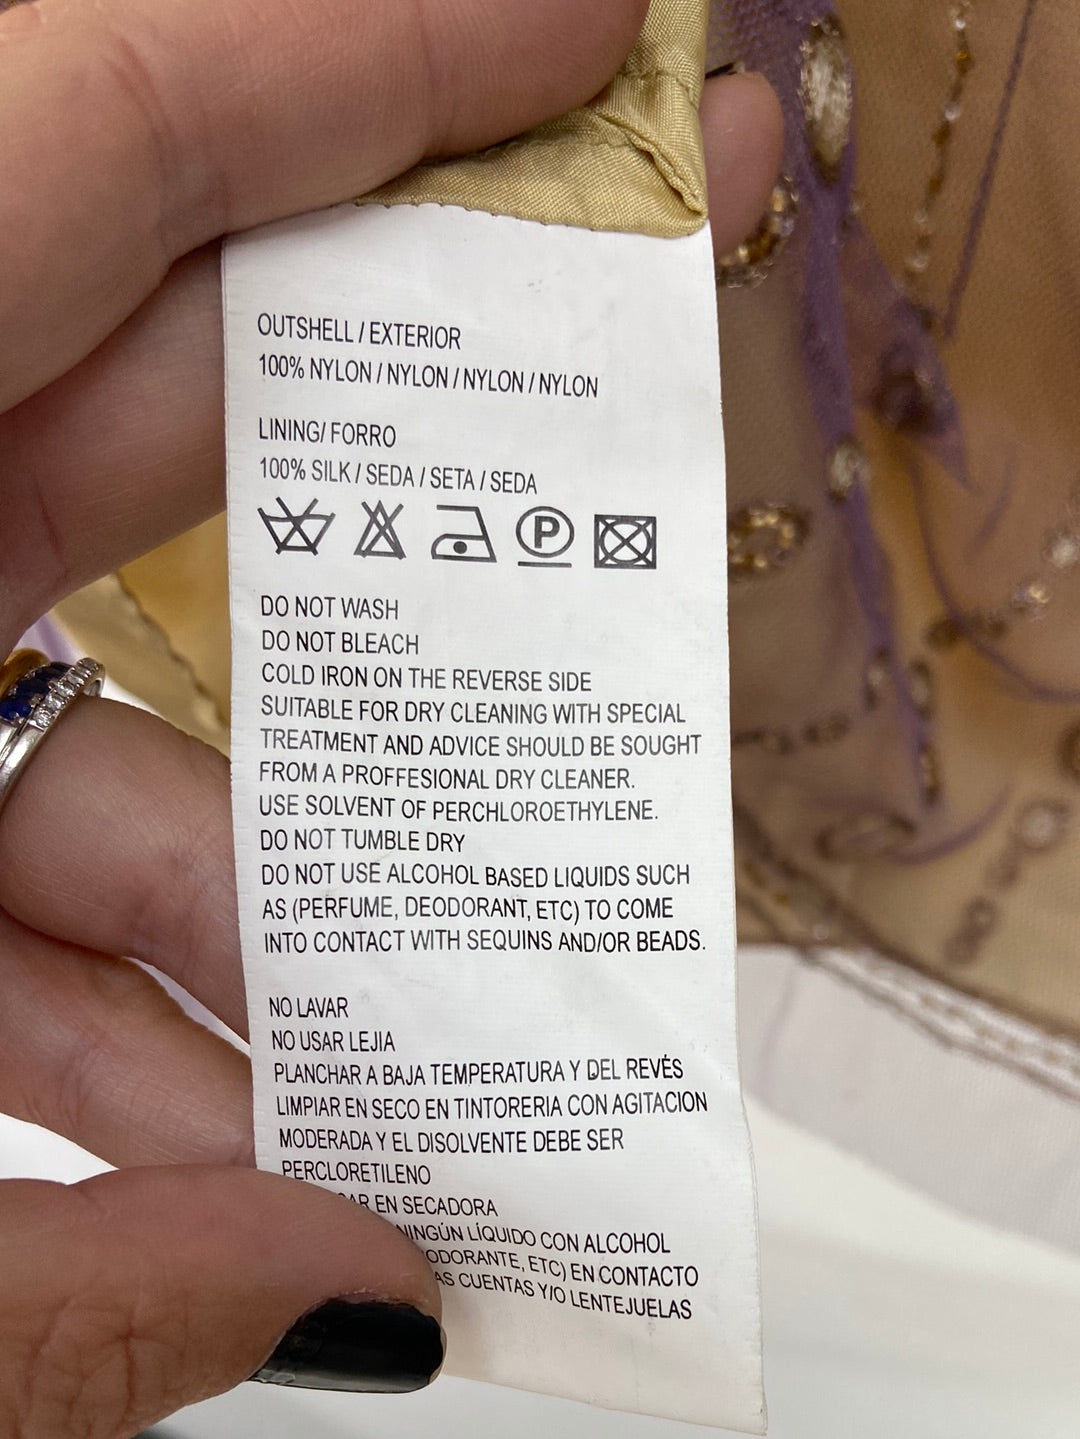 OUTSHELL / EXTERIOR
100% NYLON / NYLON / NYLON / NYLON
LINING/ FORRO
100% SILK / SEDA / SETA / SEDA
P
DO NOT WASH
DO NOT BLEACH
COLD IRON ON THE REVERSE SIDE
SUITABLE FOR DRY CLEANING WITH SPECIAL
TREATMENT AND ADVICE SHOULD BE SOUGHT
FROM A PROFFESIONAL DRY CLEANER.
USE SOLVENT OF PERCHLOROETHYLENE.
DO NOT TUMBLE DRY
DO NOT USE ALCOHOL BASED LIQUIDS SUCH
AS (PERFUME, DEODORANT, ETC) TO COME
INTO CONTACT WITH SEQUINS AND/OR BEADS.
NO LAVAR
NO USAR LEJIA
PLANCHAR A BAJA TEMPERATURA Y DEL REVÉS
LIMPIAR EN SECO EN TINTORERIA CON AGITACION
MODERADA Y EL DISOLVENTE DEBE SER
PERCLORETILENO
EN SECADORA
NINGÚN LÍQUIDO CON ALCOHOL
ETC) EN CONTACTO
CUENTAS Y/O LENTEJUELAS